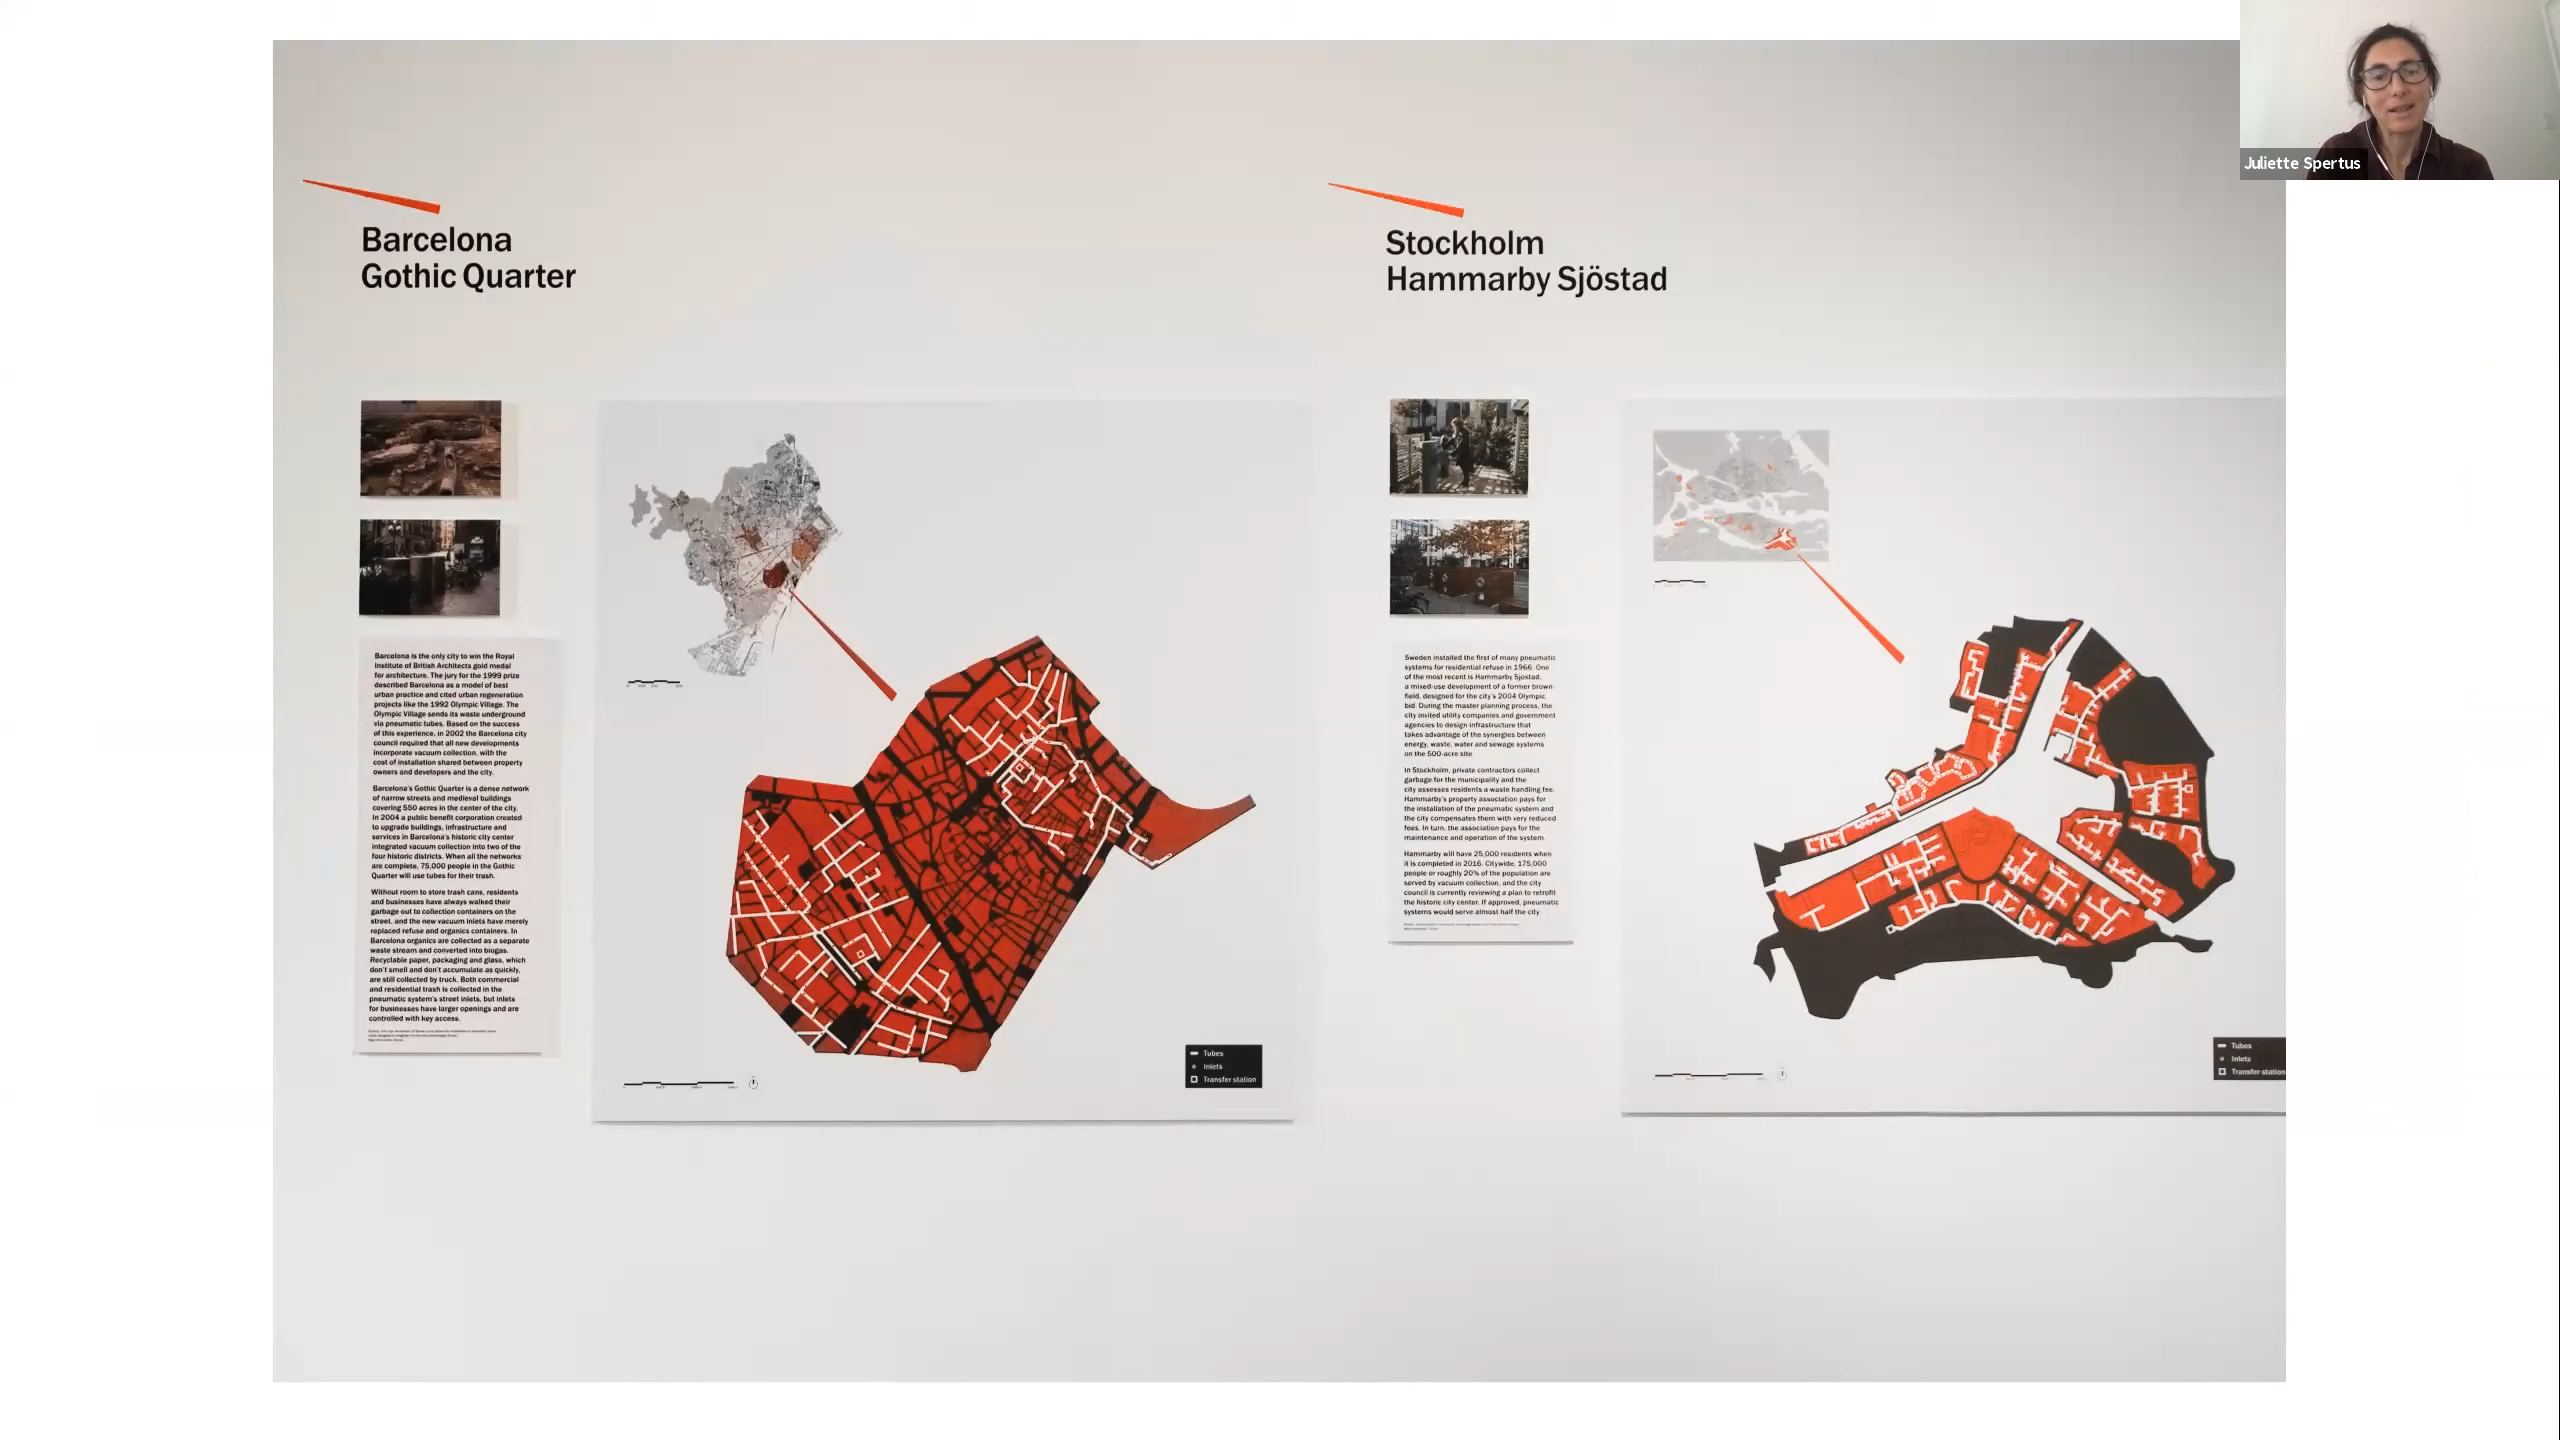 Juliette Spertus
Barcelona
Gothic Quarter
Barcelona is the only city to win the Royal
Institute of British Architects gold medal
for architecture. The jury for the 1999 prize
described Barcelona as a model of best
urban practice and cited urban regeneration
projects like the 1992 Olympic Village. The
Olympic Village sends its waste underground
via pneumatic tubes. Based on the success
of this experience, in 2002 the Barcelona city
council required that all new developments
incorporate vacuum collection, with the
cost of installation shared between property
owners and developers and the city.
Barcelona's Gothic Quarter is a dense network
of narrow streets and medieval buildings
covering 550 acres in the center of the city.
In 2004 a public benefit corporation created
to upgrade buildings, infrastructure and
services in Barcelona's historic city center
integrated vacuum collection into two of the
four historic districts. When all the networks
are complete, 75,000 people in the Gothic
Quarter will use tubes for their trash.
Without room to store trash cans, residents
and businesses have always walked their
garbage out to collection containers on the
street, and the new vacuum inlets have merely
replaced refuse and organics containers. In
Barcelona organics are collected as a separate
waste stream and converted into biogas.
Recyclable paper, packaging and glass, which
don't smell and don't accumulate as quickly,
are still collected by truck. Both commercial
and residential trash is collected in the
pneumatic system's street inlets, but inlets
for businesses have larger openings and are
controlled with key access.
Tubes
Inlets
Transfer station
Stockholm
Hammarby Sjöstad
Sweden installed the first of many pneumatic
systems for residential refuse in 1966. One
of the most recent is Hammarby Sjöstad,
a mixed-use development of a former brown-
field, designed for the city's 2004 Olympic
bid. During the master planning process, the
city invited utility companies and government
agencies to design infrastructure that
takes advantage of the synergies between
energy, waste, water and sewage systems
on the 500-acre site.
In Stockholm, private contractors collect
garbage for the municipality and the
city assesses residents a waste handling fee.
Hammarby's property association pays for
the installation of the pneumatic system and
the city compensates them with very reduced
fees. In turn, the association pays for the
maintenance and operation of the system.
Hammarby will have 25,000 residents when
it is completed in 2016. Citywide, 175,000
people or roughly 20% of the population are
served by vacuum collection, and the city
council is currently reviewing a plan to retrofit
the historic city center. If approved, pneumatic
systems would serve almost half the city.
Tubes
Inlets
Transfer station